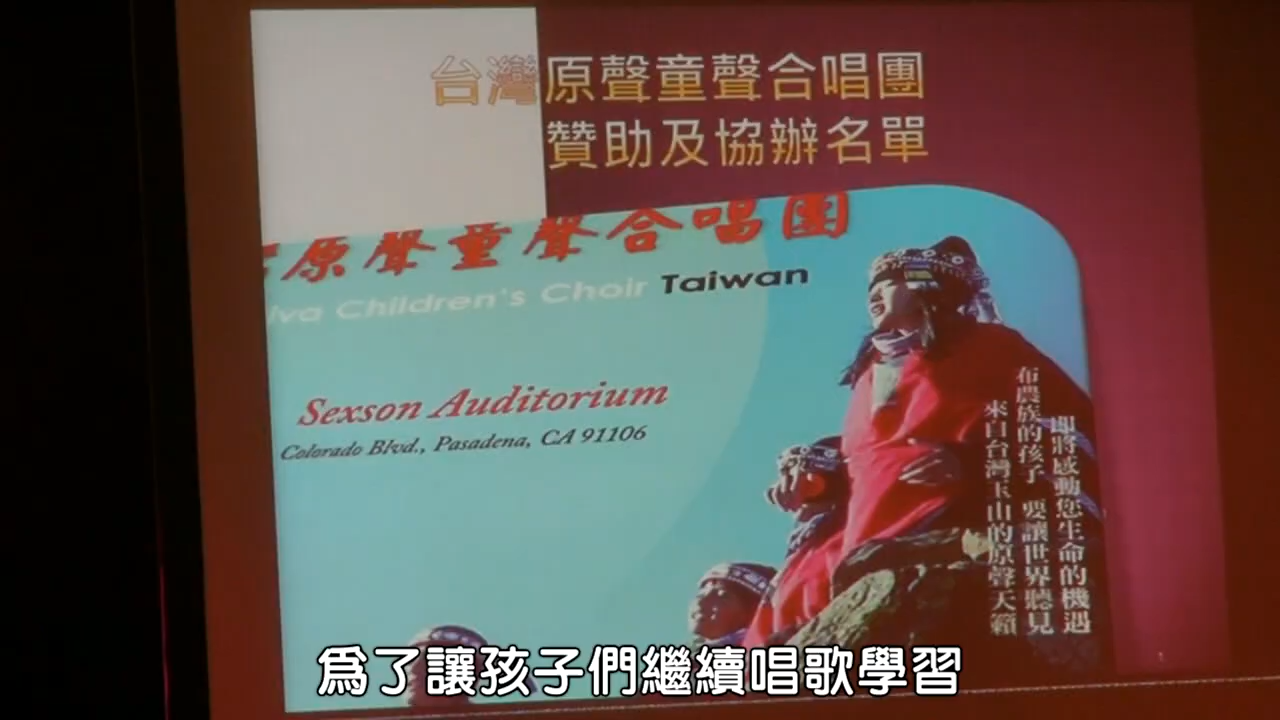 台灣原聲童聲合唱團
贊助及協辦名單
原聲童聲合唱團
Children's Choir Taiwan
Sexson Auditorium
Colorado Blvd., Pasadena, CA 91106
即將感動您生命的機遇
布農族的孩子 要讓世界聽見
來自台灣玉山的原聲天籟
為了讓孩子們繼續唱歌學習